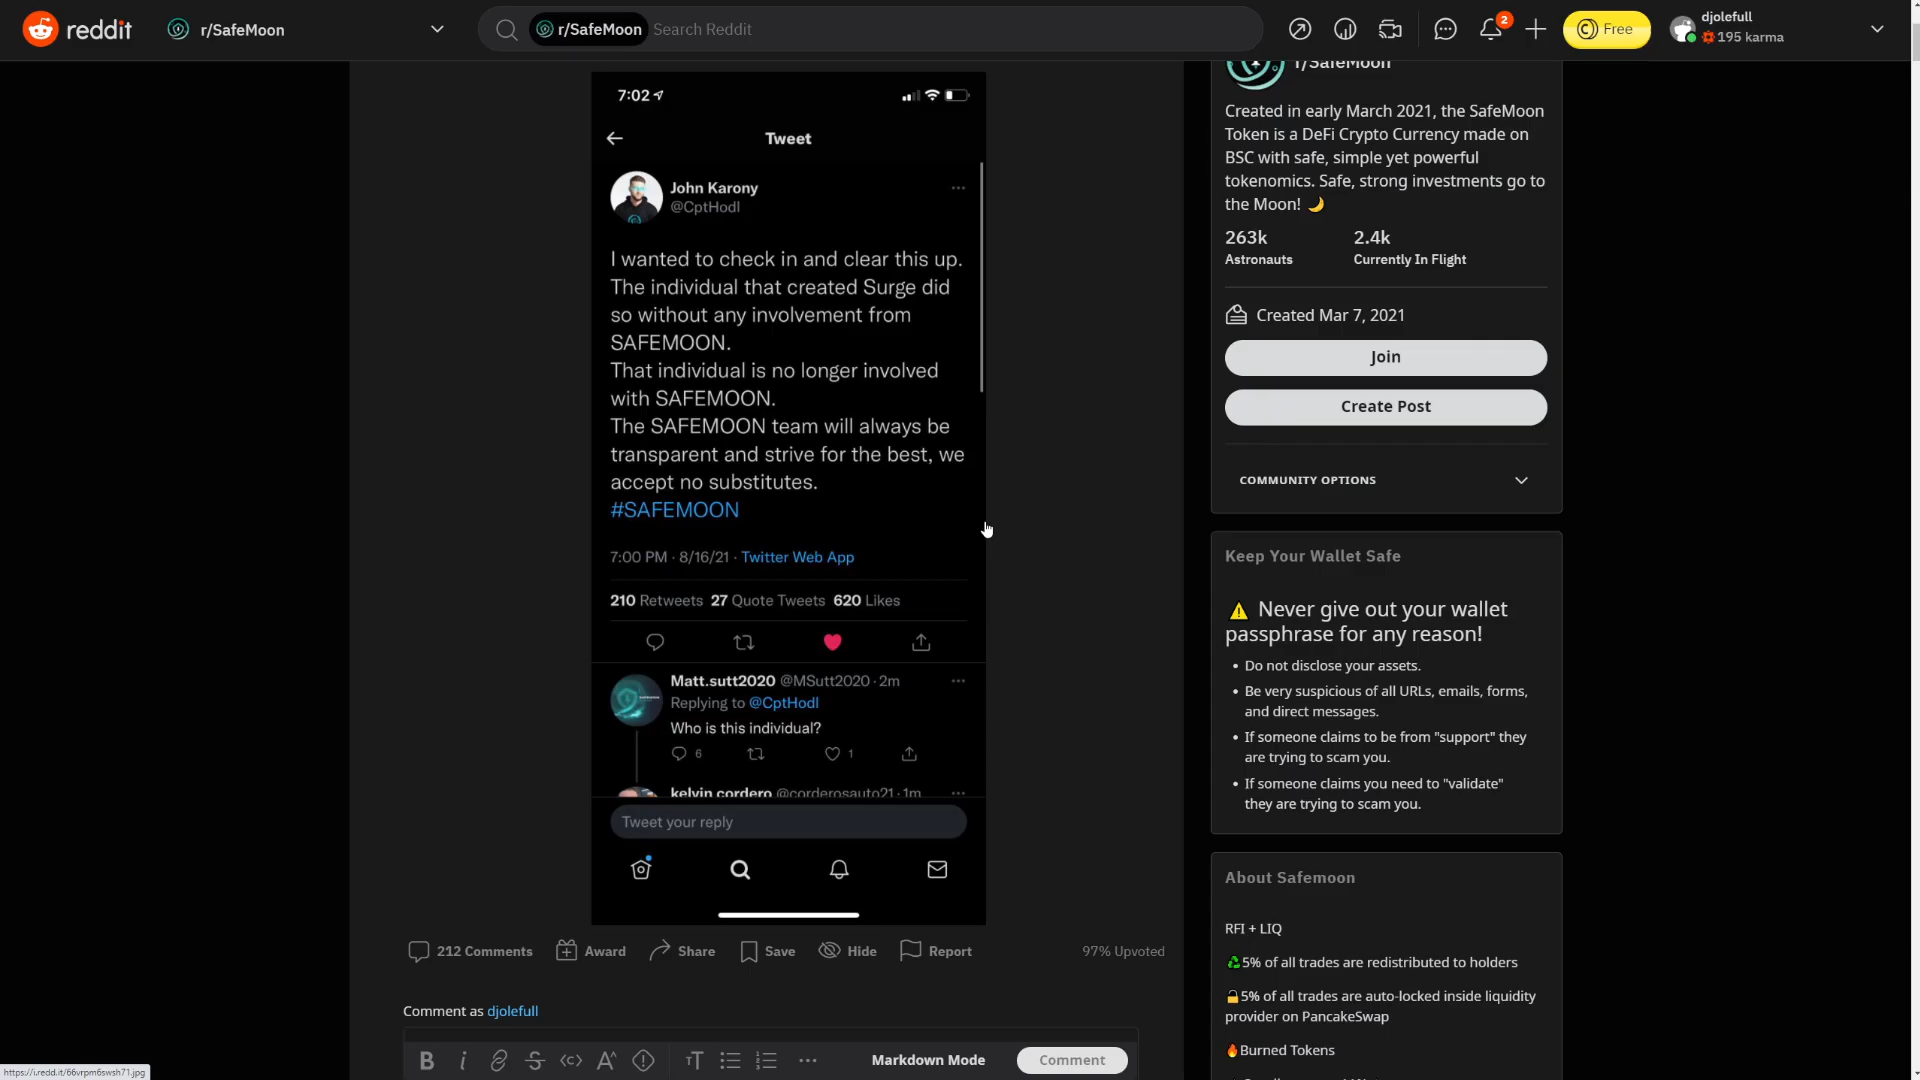 reddit
r/SafeMoon
r/SafeMoon
Search Reddit
2
Free
djolefull
195 karma
7:02
Tweet
John Karony
@CptHodl
I wanted to check in and clear this up.
The individual that created Surge did
so without any involvement from
SAFEMOON.
That individual is no longer involved
with SAFEMOON.
The SAFEMOON team will always be
transparent and strive for the best, we
accept no substitutes.
#SAFEMOON
7:00 PM · 8/16/21 · Twitter Web App
210 Retweets 27 Quote Tweets 620 Likes
Matt.sutt2020 @MSutt2020 · 2m
Replying to @CptHodl
Who is this individual?
6
1
kelvin cordero @corderosauto21 · 1m
Tweet your reply
212 Comments
Award
Share
Save
Hide
Report
97% Upvoted
Comment as djolefull
Markdown Mode
Comment
https://i.redd.it/66vrpm6swsh71.jpg
r/SafeMoon
Created in early March 2021, the SafeMoon
Token is a DeFi Crypto Currency made on
BSC with safe, simple yet powerful
tokenomics. Safe, strong investments go to
the Moon! 🌙
263k
Astronauts
2.4k
Currently In Flight
Created Mar 7, 2021
Join
Create Post
COMMUNITY OPTIONS
Keep Your Wallet Safe
⚠ Never give out your wallet
passphrase for any reason!
• Do not disclose your assets.
• Be very suspicious of all URLs, emails, forms,
and direct messages.
• If someone claims to be from "support" they
are trying to scam you.
• If someone claims you need to "validate"
they are trying to scam you.
About Safemoon
RFI + LIQ
♻5% of all trades are redistributed to holders
🔒5% of all trades are auto-locked inside liquidity
provider on PancakeSwap
🔥Burned Tokens